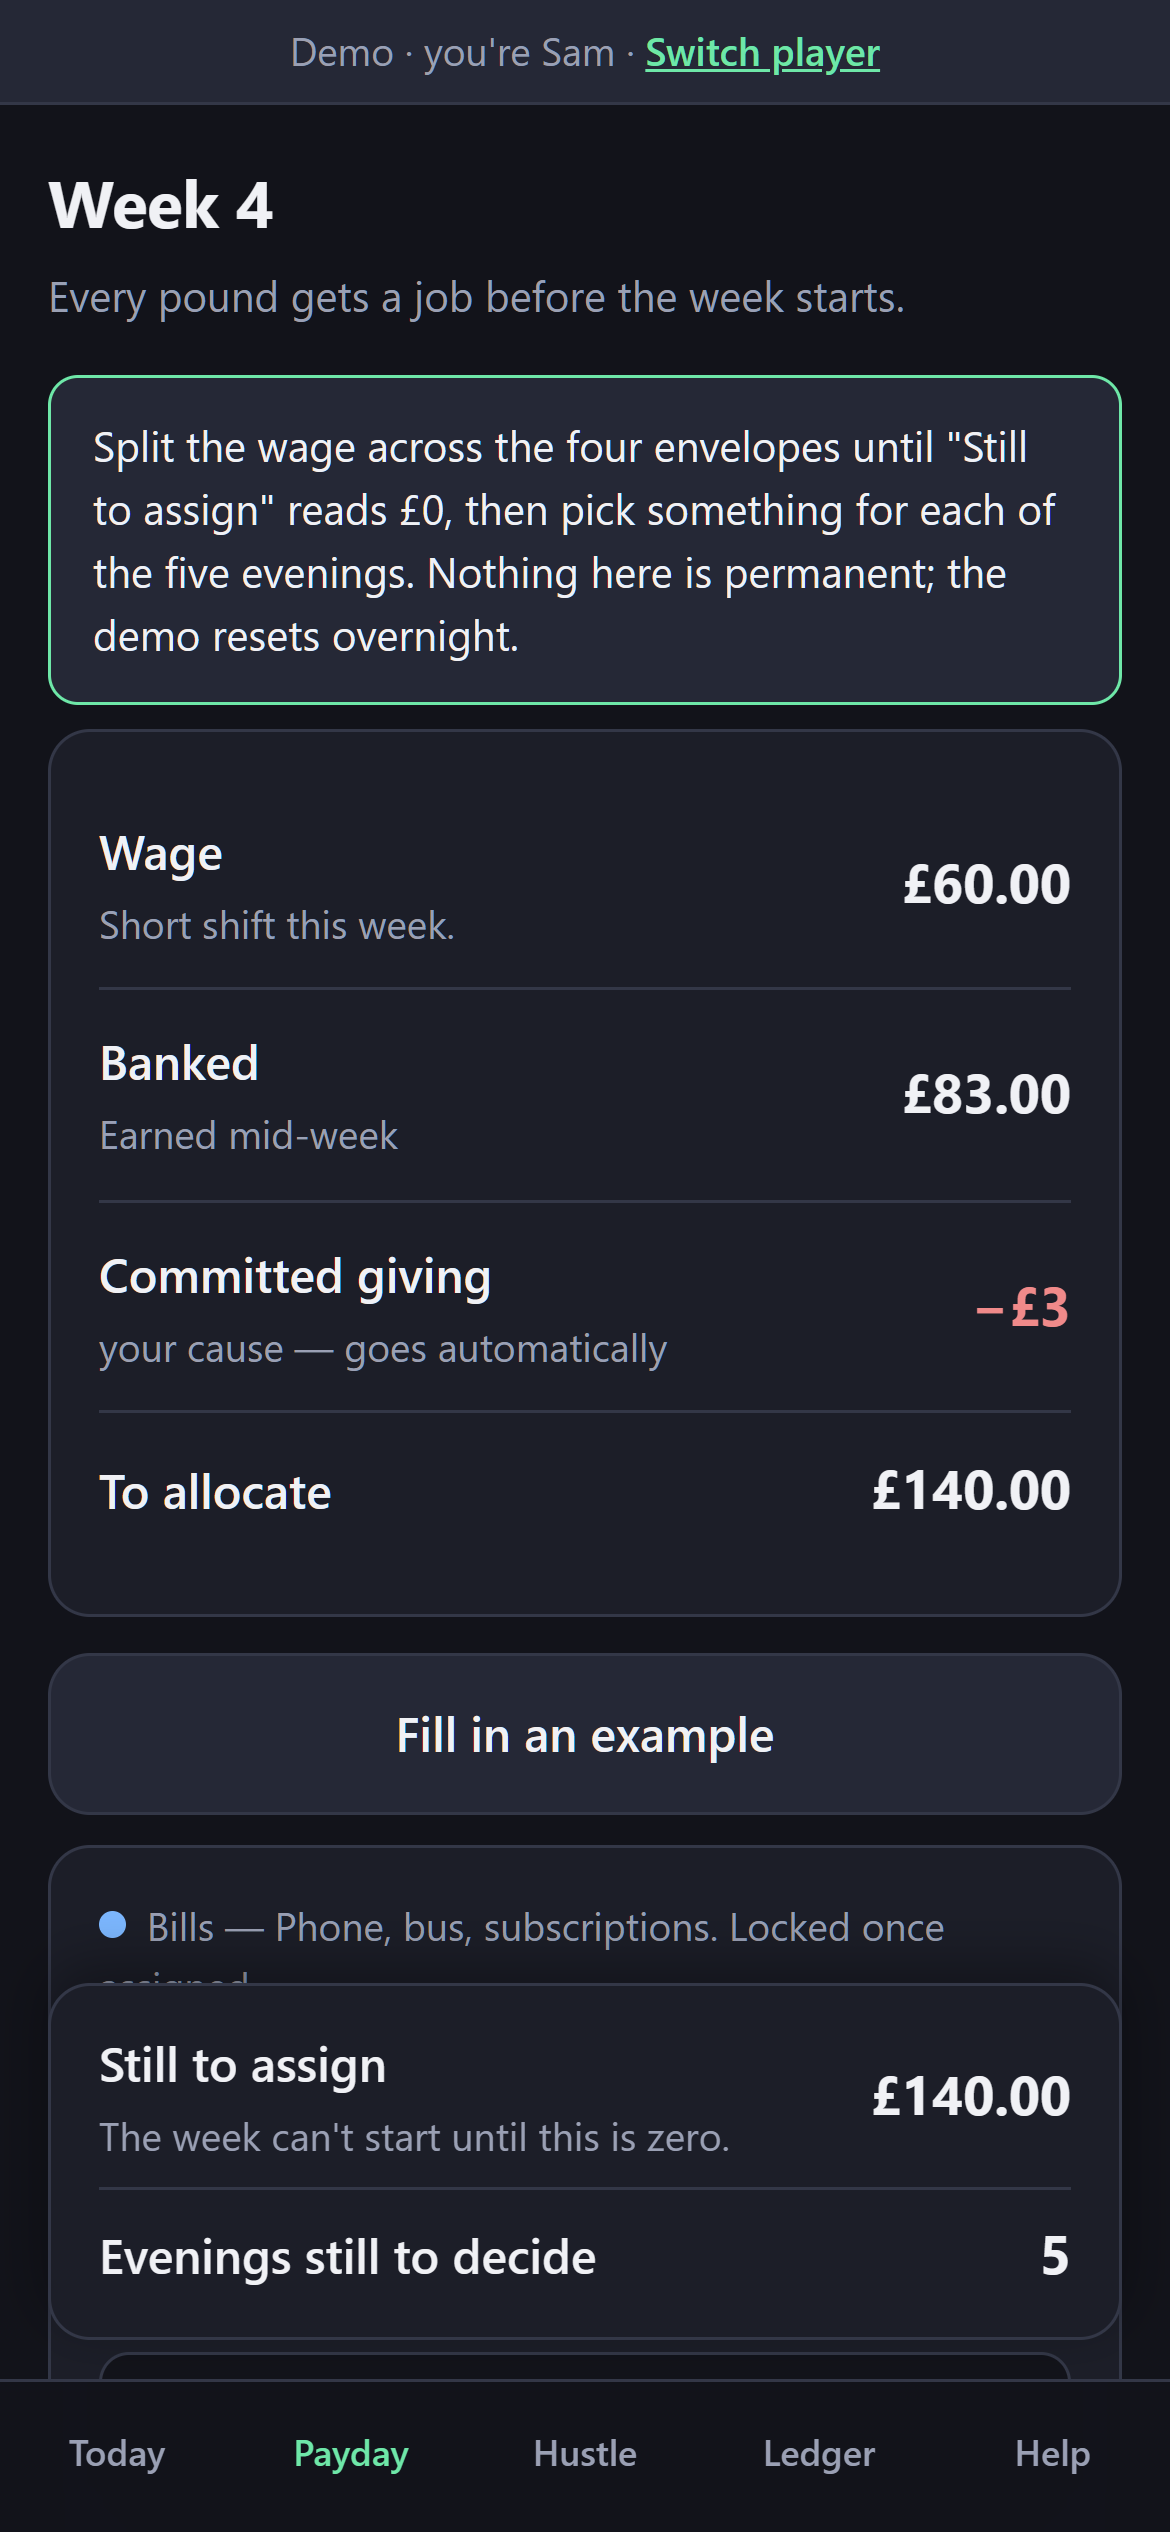 Demo · you're Sam · Switch player
Week 4
Every pound gets a job before the week starts.
Split the wage across the four envelopes until "Still
to assign" reads £0, then pick something for each of
the five evenings. Nothing here is permanent; the
demo resets overnight.
Wage
£60.00
Short shift this week.
Banked
£83.00
Earned mid-week
Committed giving
−£3
your cause — goes automatically
To allocate
£140.00
Fill in an example
Bills — Phone, bus, subscriptions. Locked once
Still to assign
£140.00
The week can't start until this is zero.
Evenings still to decide
5
Today
Payday
Hustle
Ledger
Help